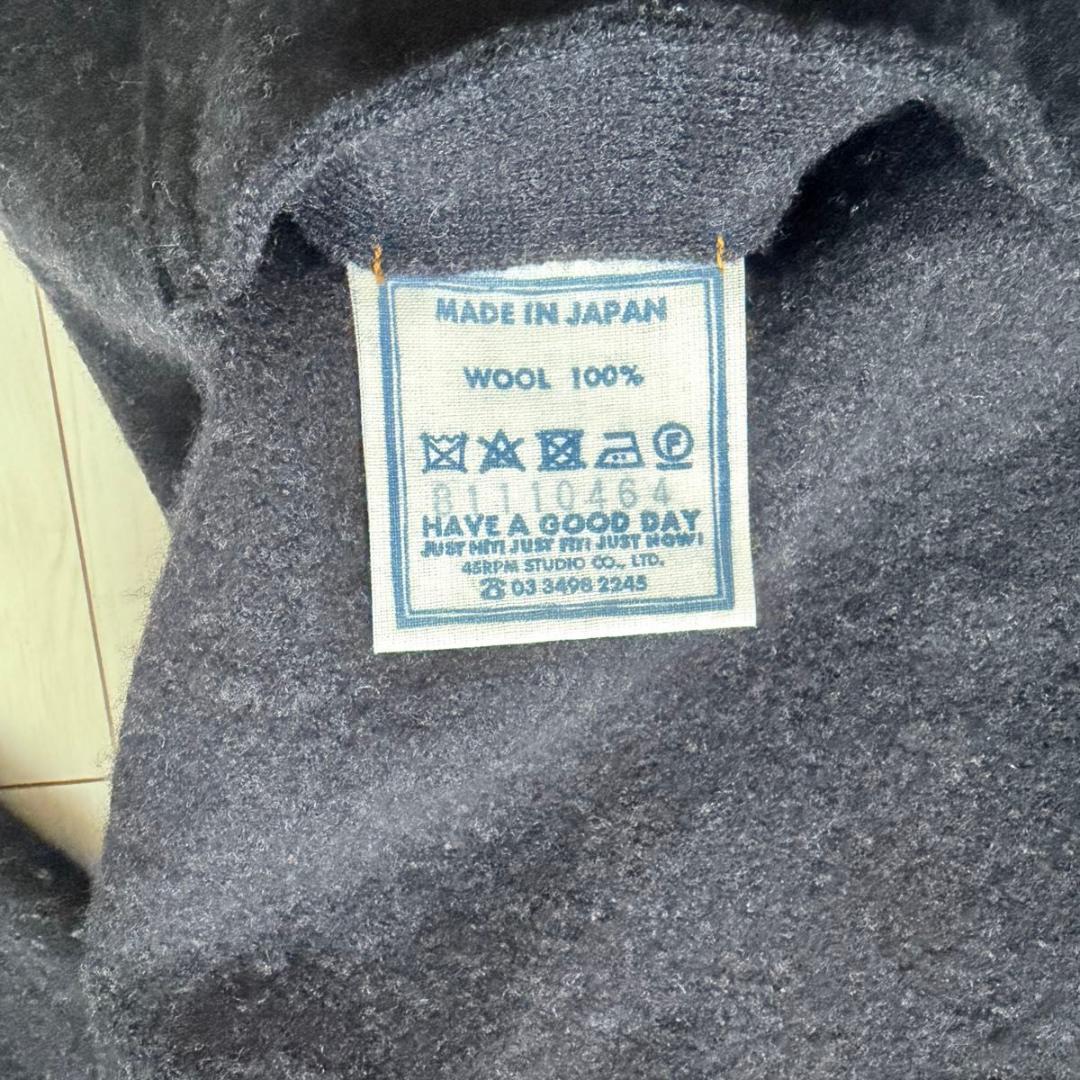 MADE IN JAPAN
WOOL 100%
F
81110464
HAVE A GOOD DAY
JUST HIT! JUST FIT! JUST NOW!
45RPM STUDIO CO., LTD.
☎ 03 3498 2245